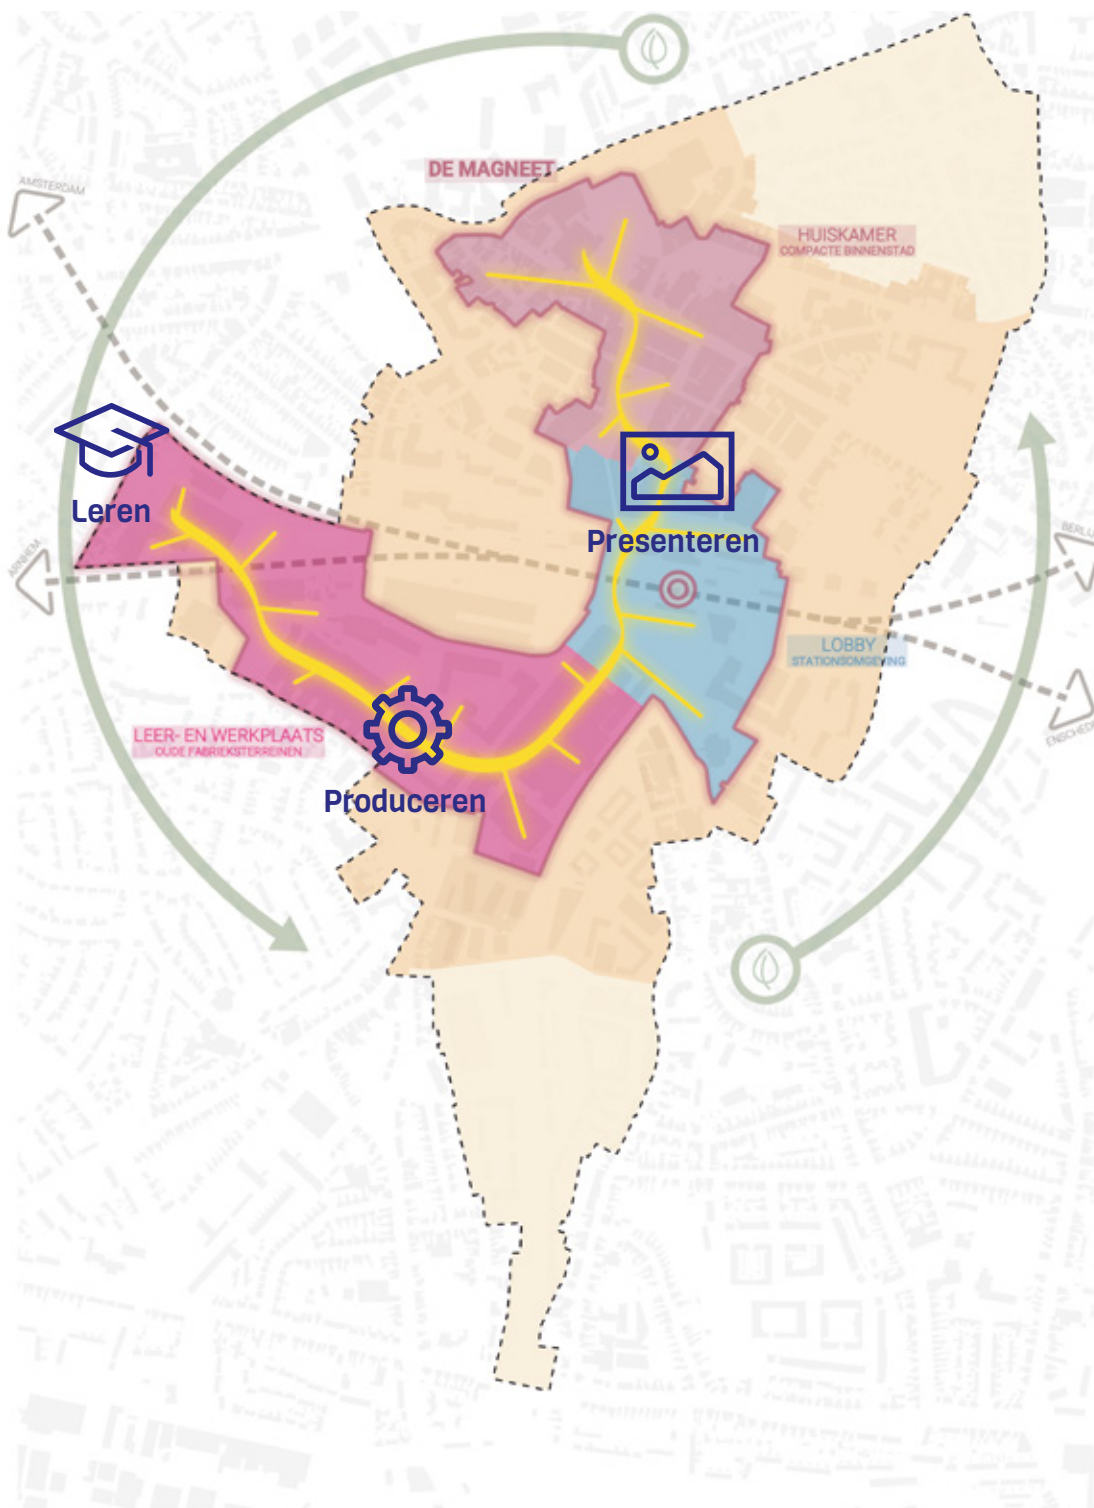 DE MAGNEET
AMSTERDAM
HUISKAMER
COMPACTE BINNENSTAD
Leren
Presenteren
ARNHEM
LOBBY
STATIONSOMGEVING
LEER- EN WERKPLAATS
OUDE FABRIEKSTERREINEN
ENSCHEDE
Produceren